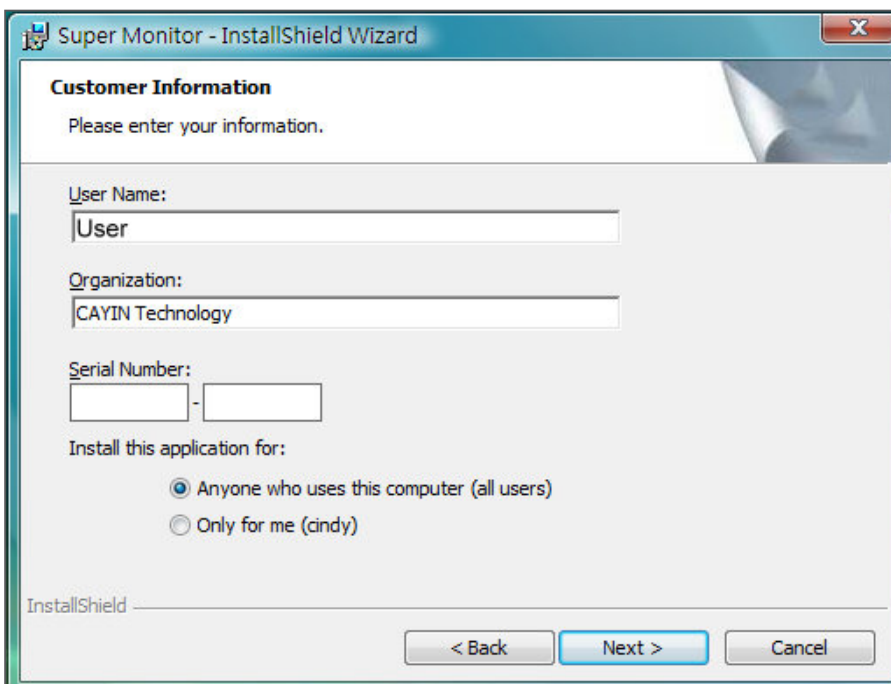 Super Monitor - InstallShield Wizard
X
Customer Information
Please enter your information.
User Name:
User
Organization:
CAYIN Technology
Serial Number:
-
Install this application for:
Anyone who uses this computer (all users)
Only for me (cindy)
InstallShield
< Back Next > Cancel